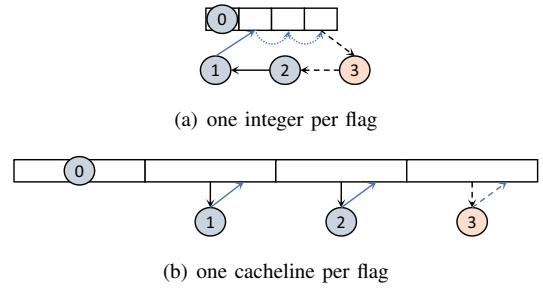 0
1 2 3
(a) one integer per flag
0
1 2 3
(b) one cacheline per flag